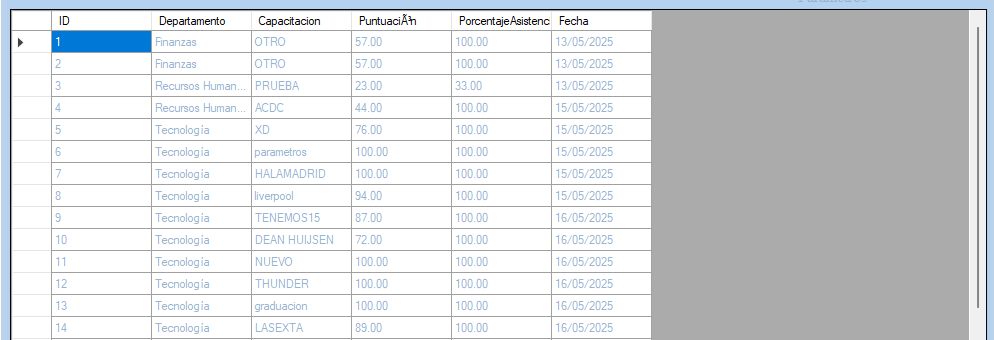 ID Departamento Capacitacion PuntuaciÃ³n PorcentajeAsistenc Fecha
1 Finanzas OTRO 57.00 100.00 13/05/2025
2 Finanzas OTRO 57.00 100.00 13/05/2025
3 Recursos Human... PRUEBA 23.00 33.00 13/05/2025
4 Recursos Human... ACDC 44.00 100.00 15/05/2025
5 Tecnología XD 76.00 100.00 15/05/2025
6 Tecnología parametros 100.00 100.00 15/05/2025
7 Tecnología HALAMADRID 100.00 100.00 15/05/2025
8 Tecnología liverpool 94.00 100.00 15/05/2025
9 Tecnología TENEMOS15 87.00 100.00 16/05/2025
10 Tecnología DEAN HUIJSEN 72.00 100.00 16/05/2025
11 Tecnología NUEVO 100.00 100.00 16/05/2025
12 Tecnología THUNDER 100.00 100.00 16/05/2025
13 Tecnología graduacion 100.00 100.00 16/05/2025
14 Tecnología LASEXTA 89.00 100.00 16/05/2025